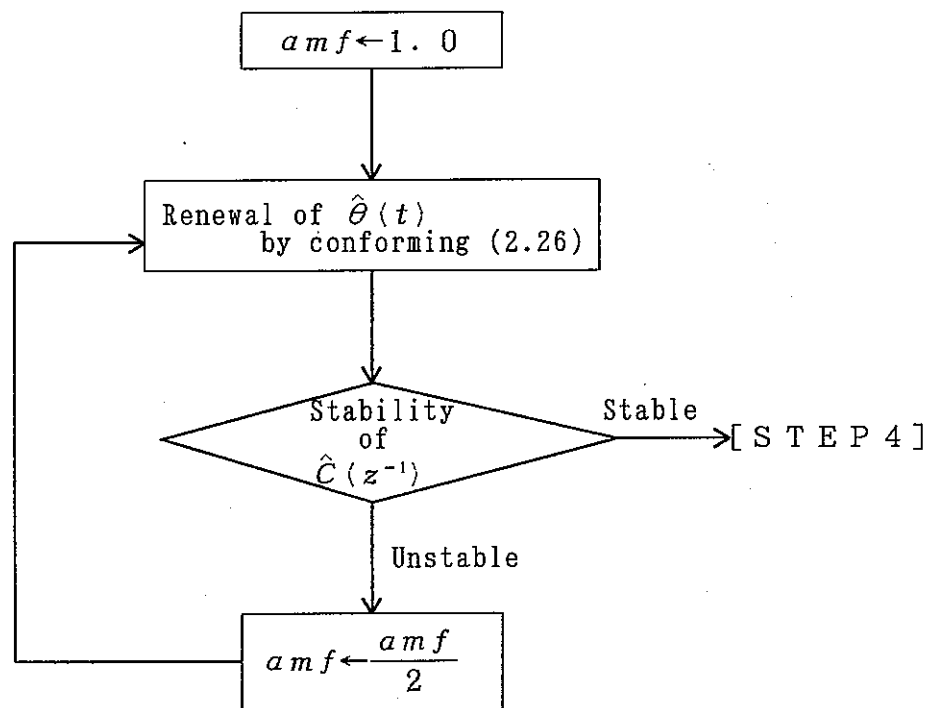 amf←1.0
Renewal of θ̂(t)
by conforming (2.26)
Stability
of
Ĉ(z⁻¹)
Stable
[STEP4]
Unstable
amf←amf/2